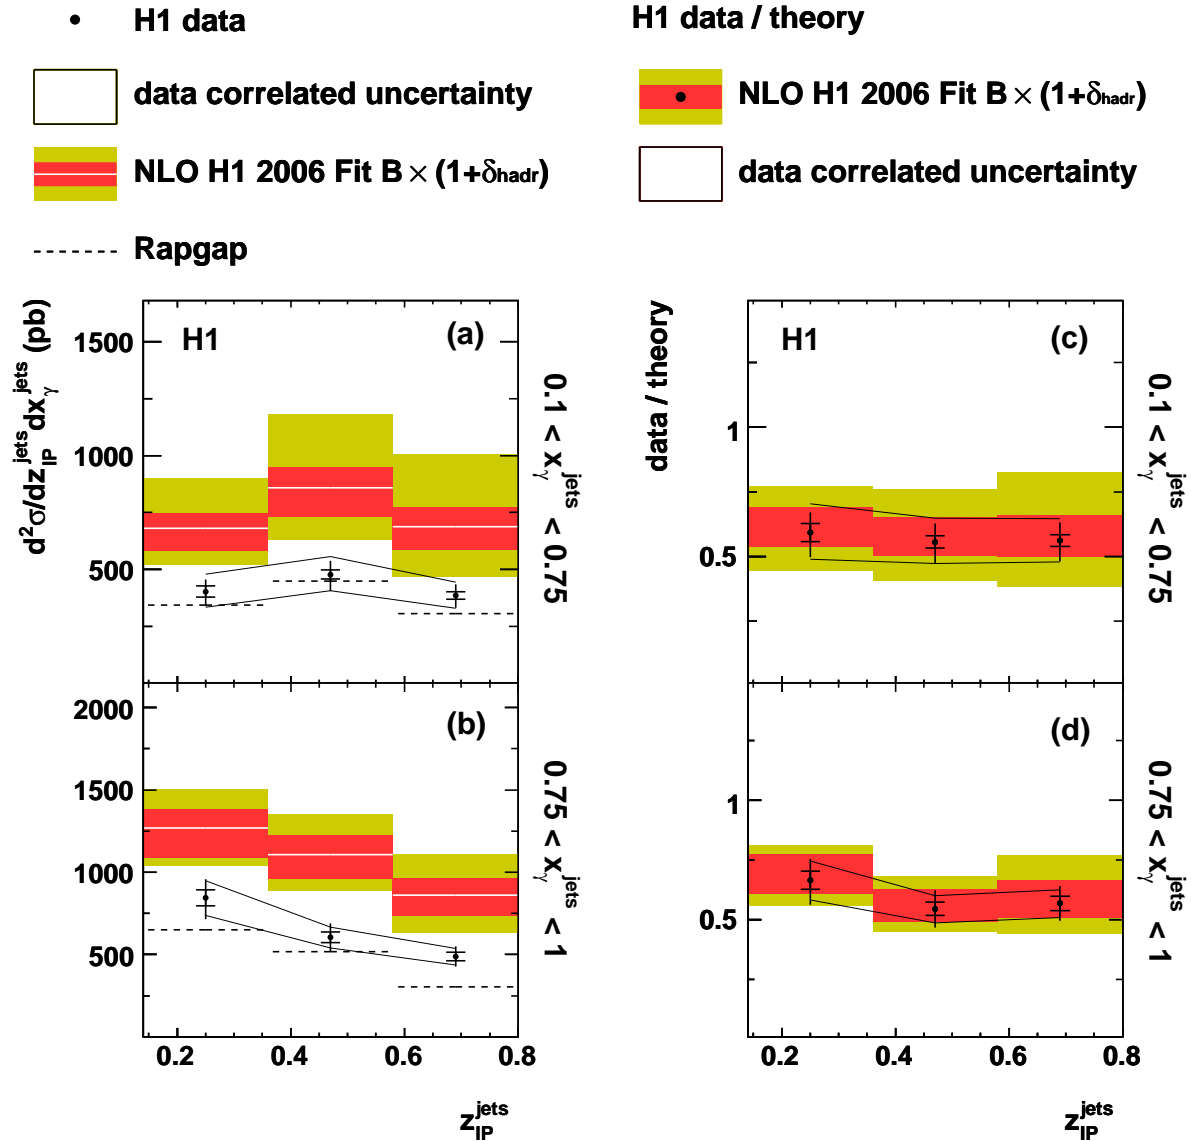 H1 data
data correlated uncertainty
NLO H1 2006 Fit B × (1+δhadr)
Rapgap
H1 data / theory
NLO H1 2006 Fit B × (1+δhadr)
data correlated uncertainty
d²σ/dz_IP^jets dx_γ^jets (pb)
H1
(a)
1500
1000
500
0.1 < x_γ^jets < 0.75
(b)
2000
1500
1000
500
0.75 < x_γ^jets < 1
0.2 0.4 0.6 0.8
z_IP^jets
data / theory
H1
(c)
1
0.5
0.1 < x_γ^jets < 0.75
(d)
1
0.5
0.75 < x_γ^jets < 1
0.2 0.4 0.6 0.8
z_IP^jets